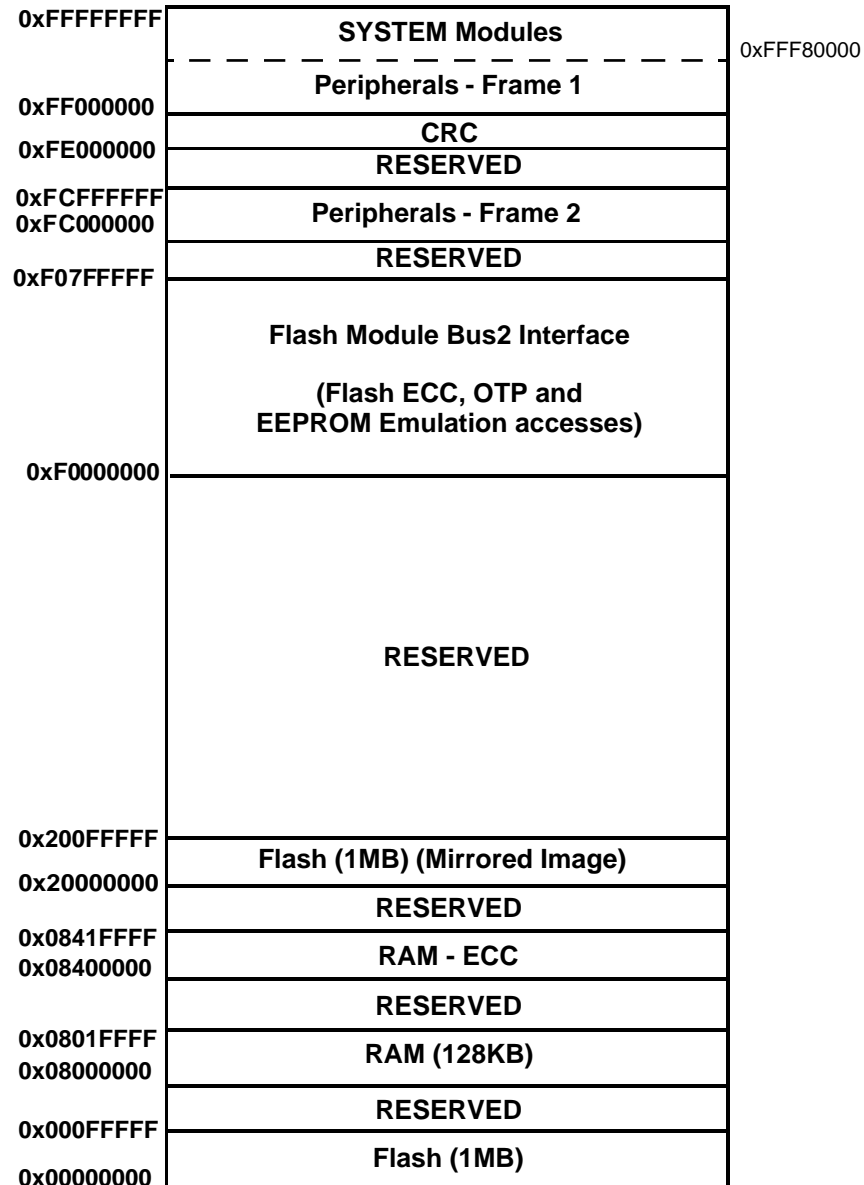 0xFFFFFFFF
SYSTEM Modules
0xFFF80000
Peripherals - Frame 1
0xFF000000
CRC
0xFE000000
RESERVED
0xFCFFFFFF
Peripherals - Frame 2
0xFC000000
RESERVED
0xF07FFFFF
Flash Module Bus2 Interface
(Flash ECC, OTP and
EEPROM Emulation accesses)
0xF0000000
RESERVED
0x200FFFFF
Flash (1MB) (Mirrored Image)
0x20000000
RESERVED
0x0841FFFF
RAM - ECC
0x08400000
RESERVED
0x0801FFFF
RAM (128KB)
0x08000000
RESERVED
0x000FFFFF
Flash (1MB)
0x00000000